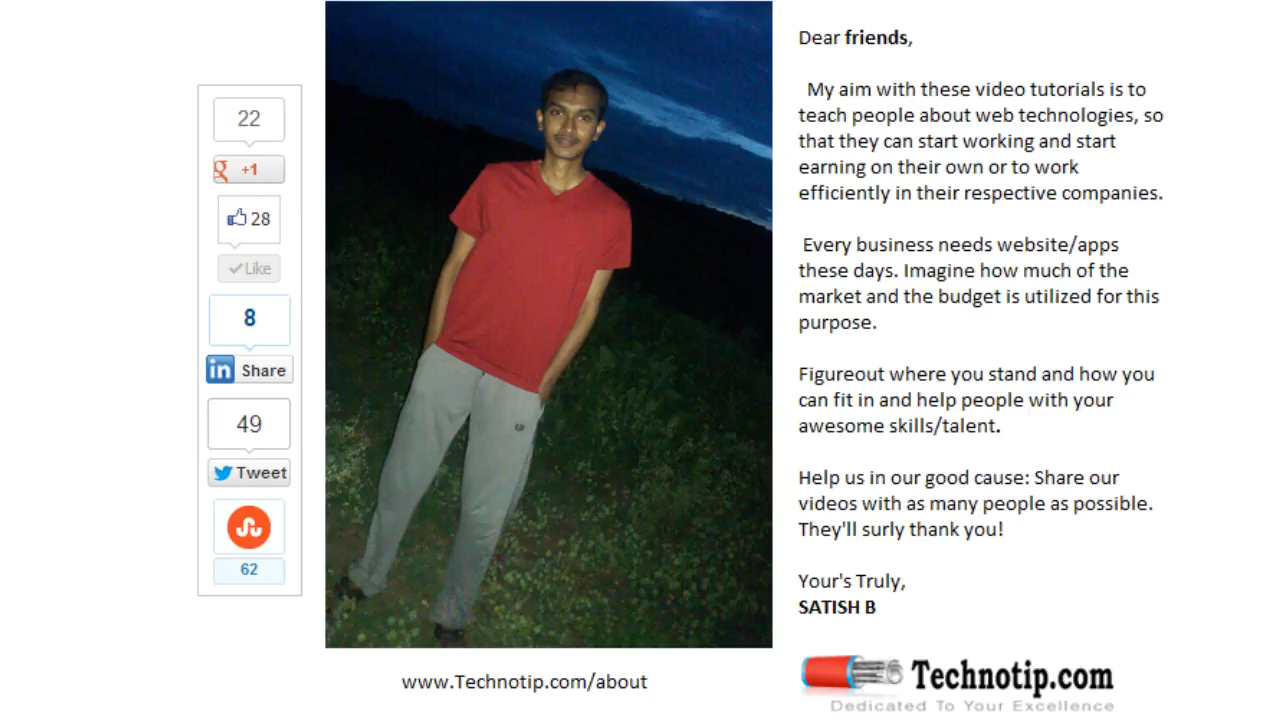 22
+1
28
Like
8
in Share
49
Tweet
62
www.Technotip.com/about
Dear friends,
My aim with these video tutorials is to
teach people about web technologies, so
that they can start working and start
earning on their own or to work
efficiently in their respective companies.
Every business needs website/apps
these days. Imagine how much of the
market and the budget is utilized for this
purpose.
Figureout where you stand and how you
can fit in and help people with your
awesome skills/talent.
Help us in our good cause: Share our
videos with as many people as possible.
They'll surly thank you!
Your's Truly,
SATISH B
Technotip.com
Dedicated To Your Excellence